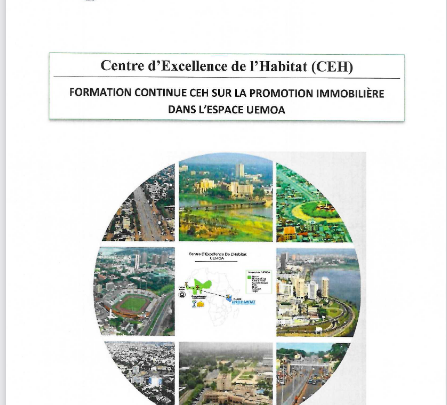 Centre d'Excellence de l'Habitat (CEH)
FORMATION CONTINUE CEH SUR LA PROMOTION IMMOBILIÈRE
DANS L'ESPACE UEMOA
Centre D'Excellence De L'Habitat
UEMOA